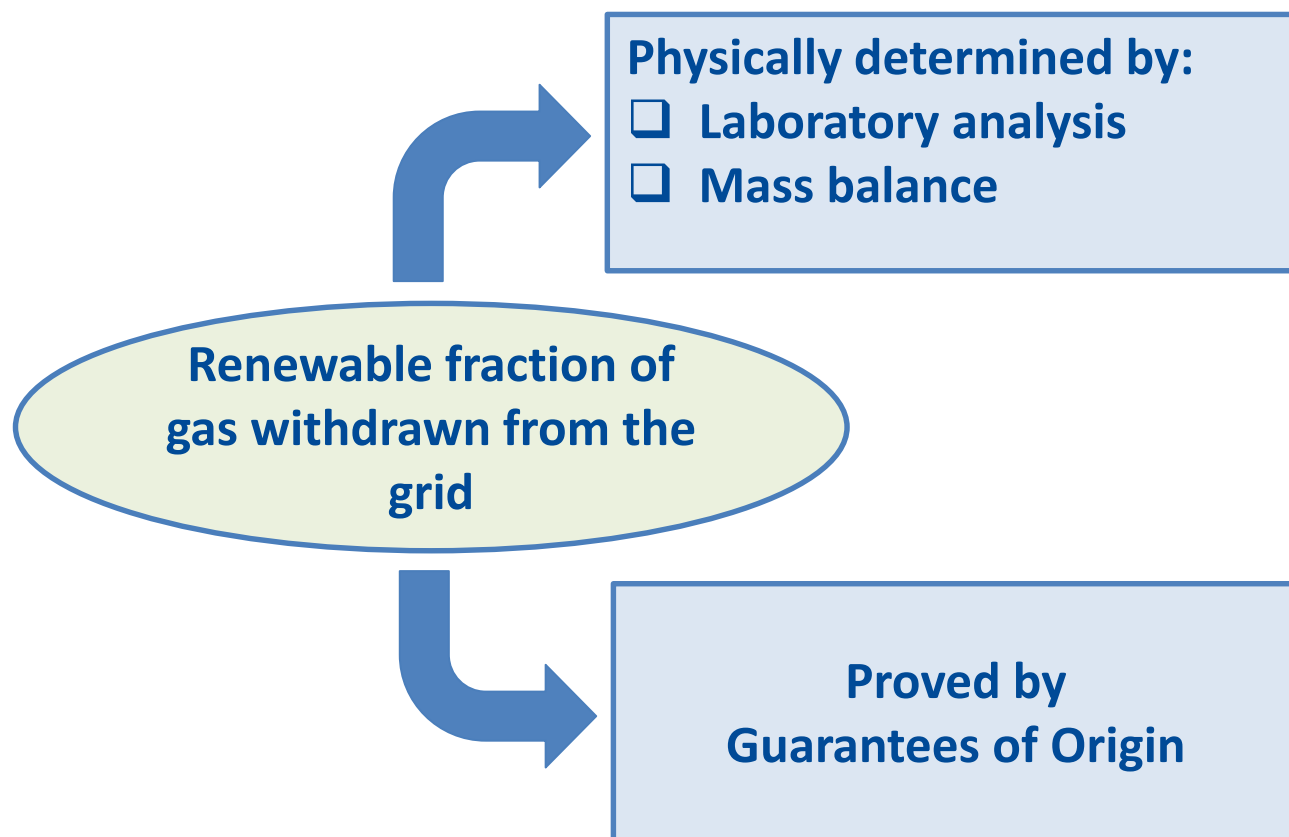 Physically determined by:
❑ Laboratory analysis
❑ Mass balance
Renewable fraction of
gas withdrawn from the
grid
Proved by
Guarantees of Origin